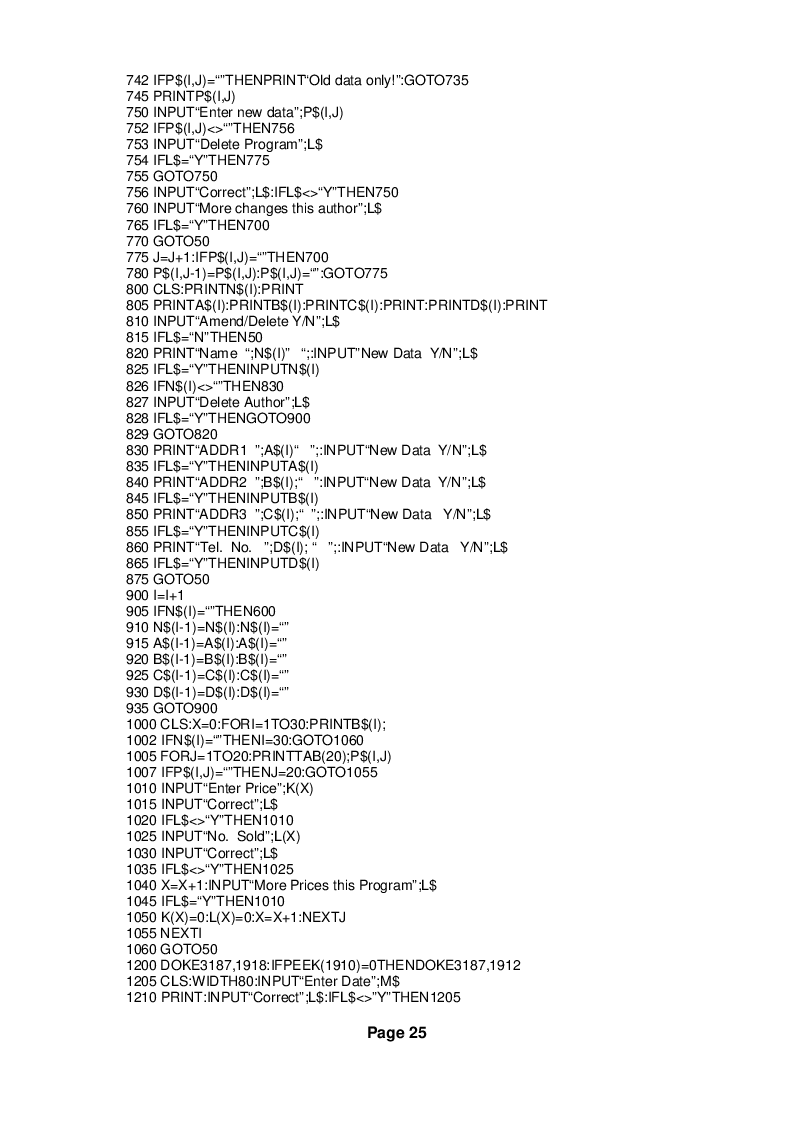 742 IFP$(I,J)=“”THENPRINT“Old data only!”:GOTO735
745 PRINTP$(I,J)
750 INPUT“Enter new data”;P$(I,J)
752 IFP$(I,J)<>“”THEN756
753 INPUT“Delete Program”;L$
754 IFL$=“Y”THEN775
755 GOTO750
756 INPUT“Correct”;L$:IFL$<>“Y”THEN750
760 INPUT“More changes this author”;L$
765 IFL$=“Y”THEN700
770 GOTO50
775 J=J+1:IFP$(I,J)=“”THEN700
780 P$(I,J-1)=P$(I,J):P$(I,J)=“”:GOTO775
800 CLS:PRINTN$(I):PRINT
805 PRINTA$(I):PRINTB$(I):PRINTC$(I):PRINT:PRINTD$(I):PRINT
810 INPUT“Amend/Delete Y/N”;L$
815 IFL$=“N”THEN50
820 PRINT“Name  “;N$(I)”   “;:INPUT”New Data  Y/N”;L$
825 IFL$=“Y”THENINPUTN$(I)
826 IFN$(I)<>“”THEN830
827 INPUT“Delete Author”;L$
828 IFL$=“Y”THENGOTO900
829 GOTO820
830 PRINT“ADDR1  ”;A$(I)“   ”;:INPUT“New Data  Y/N”;L$
835 IFL$=“Y”THENINPUTA$(I)
840 PRINT“ADDR2  ”;B$(I);“   ”:INPUT“New Data  Y/N”;L$
845 IFL$=“Y”THENINPUTB$(I)
850 PRINT“ADDR3  ”;C$(I);“  ”;:INPUT“New Data   Y/N”;L$
855 IFL$=“Y”THENINPUTC$(I)
860 PRINT“Tel.  No.   ”;D$(I); “   ”;:INPUT“New Data   Y/N”;L$
865 IFL$=“Y”THENINPUTD$(I)
875 GOTO50
900 I=I+1
905 IFN$(I)=“”THEN600
910 N$(I-1)=N$(I):N$(I)=“”
915 A$(I-1)=A$(I):A$(I)=“”
920 B$(I-1)=B$(I):B$(I)=“”
925 C$(I-1)=C$(I):C$(I)=“”
930 D$(I-1)=D$(I):D$(I)=“”
935 GOTO900
1000 CLS:X=0:FORI=1TO30:PRINTB$(I);
1002 IFN$(I)=“”THENI=30:GOTO1060
1005 FORJ=1TO20:PRINTTAB(20);P$(I,J)
1007 IFP$(I,J)=“”THENJ=20:GOTO1055
1010 INPUT“Enter Price”;K(X)
1015 INPUT“Correct”;L$
1020 IFL$<>“Y”THEN1010
1025 INPUT“No.  Sold”;L(X)
1030 INPUT“Correct”;L$
1035 IFL$<>“Y”THEN1025
1040 X=X+1:INPUT“More Prices this Program”;L$
1045 IFL$=“Y”THEN1010
1050 K(X)=0:L(X)=0:X=X+1:NEXTJ
1055 NEXTI
1060 GOTO50
1200 DOKE3187,1918:IFPEEK(1910)=0THENDOKE3187,1912
1205 CLS:WIDTH80:INPUT“Enter Date”;M$
1210 PRINT:INPUT“Correct”;L$:IFL$<>”Y”THEN1205
Page 25